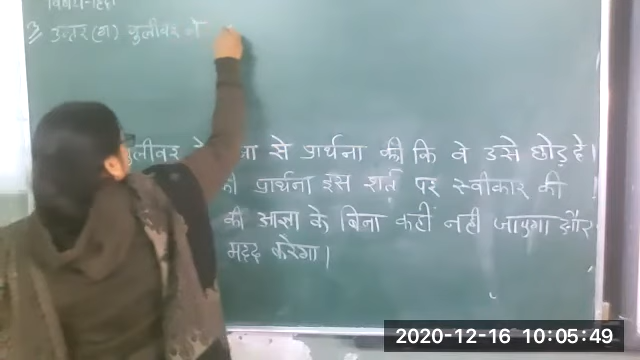 विषय-हिंदी
उत्तर (ग) गुलीवर ने
गुलीवर ने राजा से प्रार्थना की कि वे उसे छोड़ दे।
की प्रार्थना इस शर्त पर स्वीकार की
की आज्ञा के बिना कहीं नही जाएगा और
मदद करेगा।
2020-12-16 10:05:49